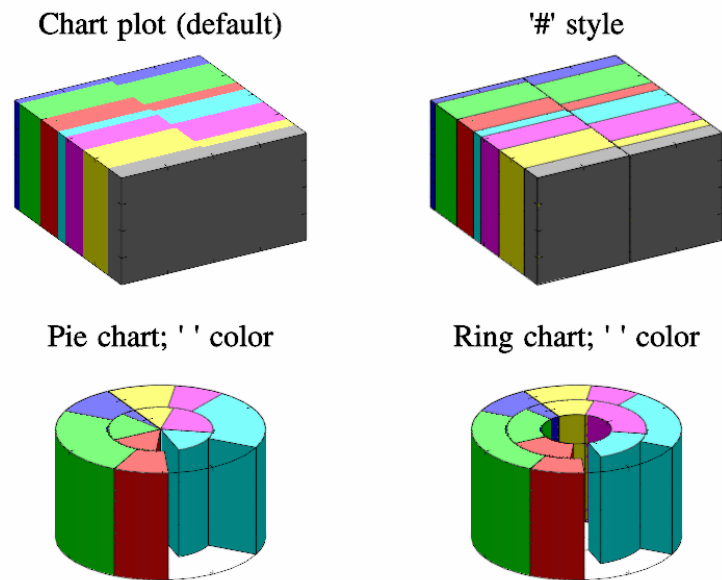 Chart plot (default)
'#' style
Pie chart; ' ' color
Ring chart; ' ' color